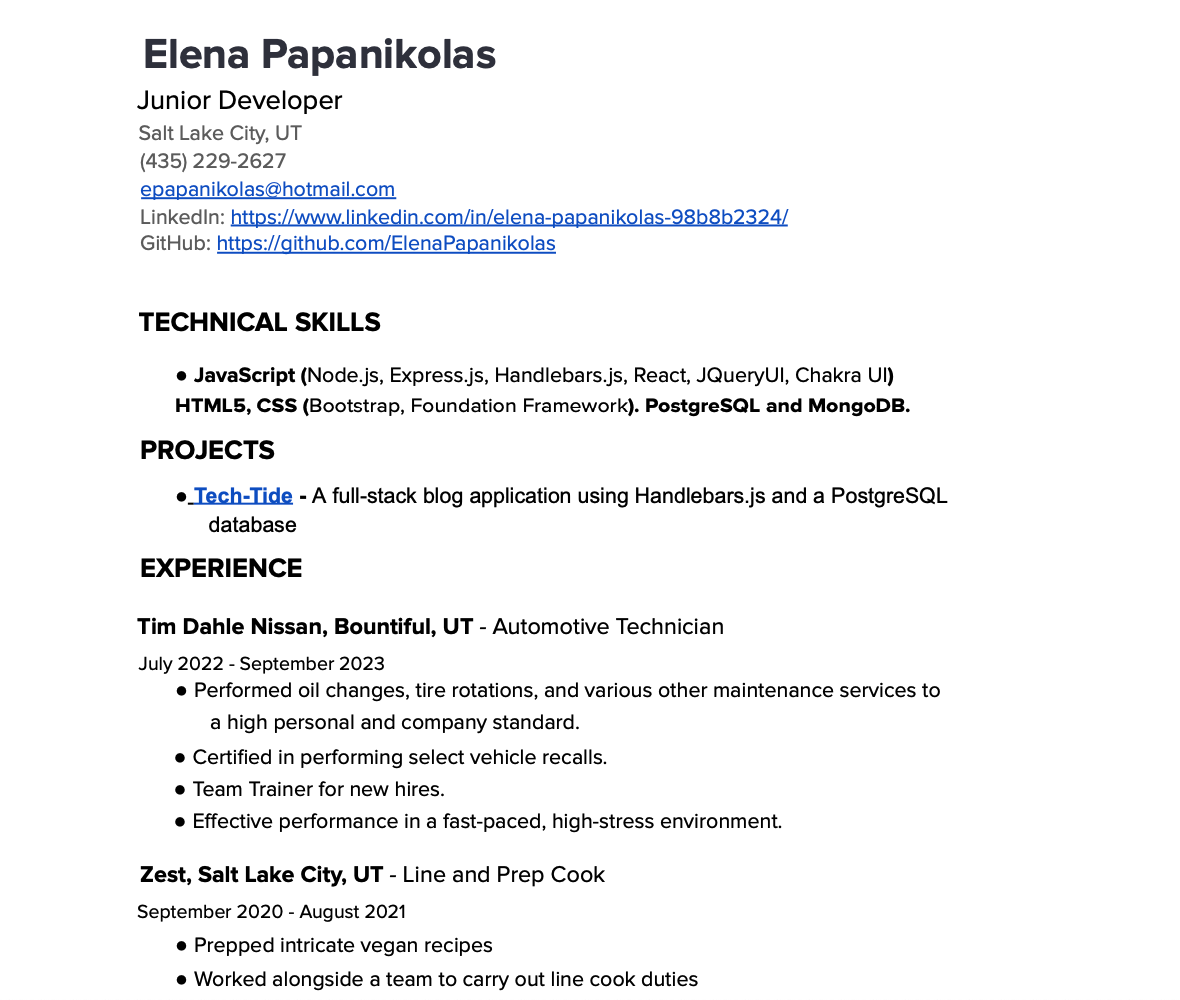 Elena Papanikolas
Junior Developer
Salt Lake City, UT
(435) 229-2627
epapanikolas@hotmail.com
LinkedIn: https://www.linkedin.com/in/elena-papanikolas-98b8b2324/
GitHub: https://github.com/ElenaPapanikolas
TECHNICAL SKILLS
● JavaScript (Node.js, Express.js, Handlebars.js, React, JQueryUI, Chakra UI)
HTML5, CSS (Bootstrap, Foundation Framework). PostgreSQL and MongoDB.
PROJECTS
● Tech-Tide - A full-stack blog application using Handlebars.js and a PostgreSQL
database
EXPERIENCE
Tim Dahle Nissan, Bountiful, UT - Automotive Technician
July 2022 - September 2023
● Performed oil changes, tire rotations, and various other maintenance services to
a high personal and company standard.
● Certified in performing select vehicle recalls.
● Team Trainer for new hires.
● Effective performance in a fast-paced, high-stress environment.
Zest, Salt Lake City, UT - Line and Prep Cook
September 2020 - August 2021
● Prepped intricate vegan recipes
● Worked alongside a team to carry out line cook duties